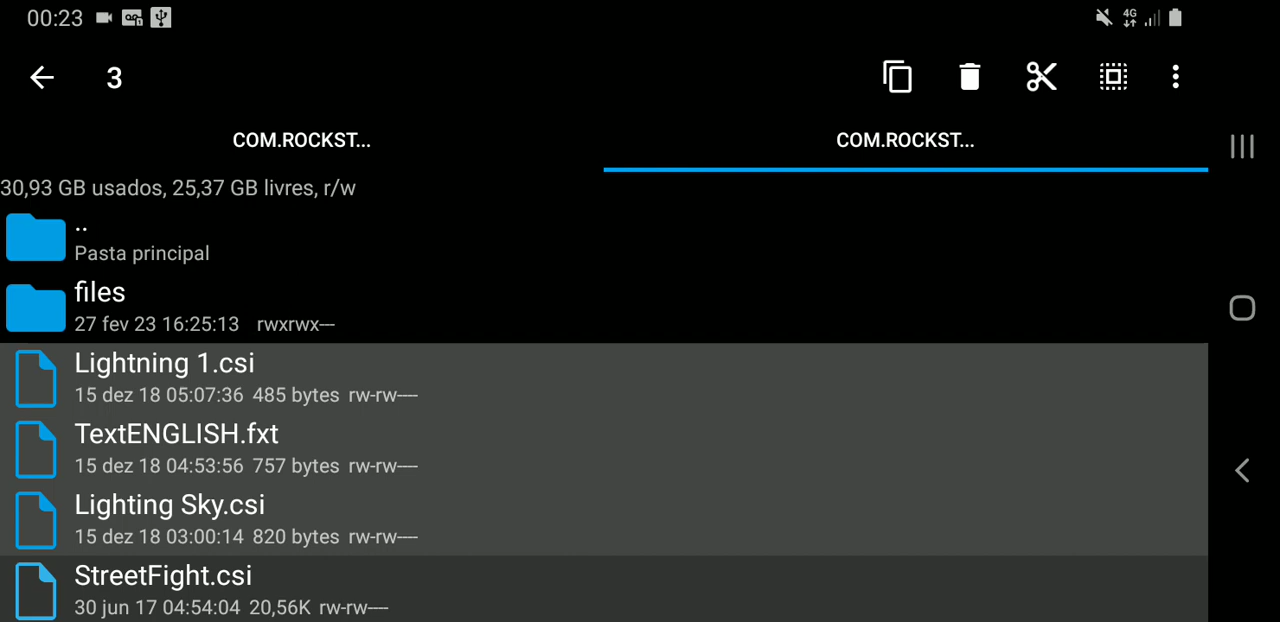 00:23
4G
3
COM.ROCKST...
COM.ROCKST...
30,93 GB usados, 25,37 GB livres, r/w
..
Pasta principal
files
27 fev 23 16:25:13 rwxrwx---
Lightning 1.csi
15 dez 18 05:07:36 485 bytes rw-rw----
TextENGLISH.fxt
15 dez 18 04:53:56 757 bytes rw-rw----
Lighting Sky.csi
15 dez 18 03:00:14 820 bytes rw-rw----
StreetFight.csi
30 jun 17 04:54:04 20,56K rw-rw----